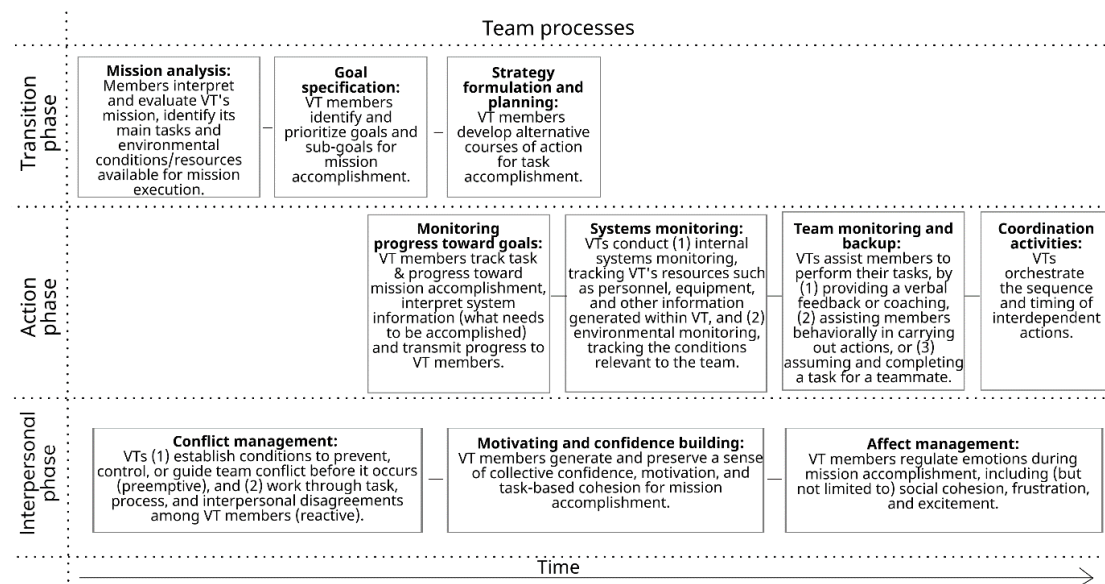 Team processes
Transition
phase
Mission analysis:
Members interpret
and evaluate VT's
mission, identify its
main tasks and
environmental
conditions/resources
available for mission
execution.
Goal
specification:
VT members
identify and
prioritize goals and
sub-goals for
mission
accomplishment.
Strategy
formulation and
planning:
VT members
develop alternative
courses of action
for task
accomplishment.
Action
phase
Monitoring
progress toward goals:
VT members track task
& progress toward
mission accomplishment,
interpret system
information (what needs
to be accomplished)
and transmit progress to
VT members.
Systems monitoring:
VTs conduct (1) internal
systems monitoring,
tracking VT's resources such
as personnel, equipment,
and other information
generated within VT, and (2)
environmental monitoring,
tracking the conditions
relevant to the team.
Team monitoring and
backup:
VTs assist members to
perform their tasks, by
(1) providing a verbal
feedback or coaching,
(2) assisting members
behaviorally in carrying
out actions, or (3)
assuming and completing
a task for a teammate.
Coordination
activities:
VTs
orchestrate
the sequence
and timing of
interdependent
actions.
Interpersonal
phase
Conflict management:
VTs (1) establish conditions to prevent,
control, or guide team conflict before it occurs
(preemptive), and (2) work through task,
process, and interpersonal disagreements
among VT members (reactive).
Motivating and confidence building:
VT members generate and preserve a sense
of collective confidence, motivation, and
task-based cohesion for mission
accomplishment.
Affect management:
VT members regulate emotions during
mission accomplishment, including (but
not limited to) social cohesion, frustration,
and excitement.
Time